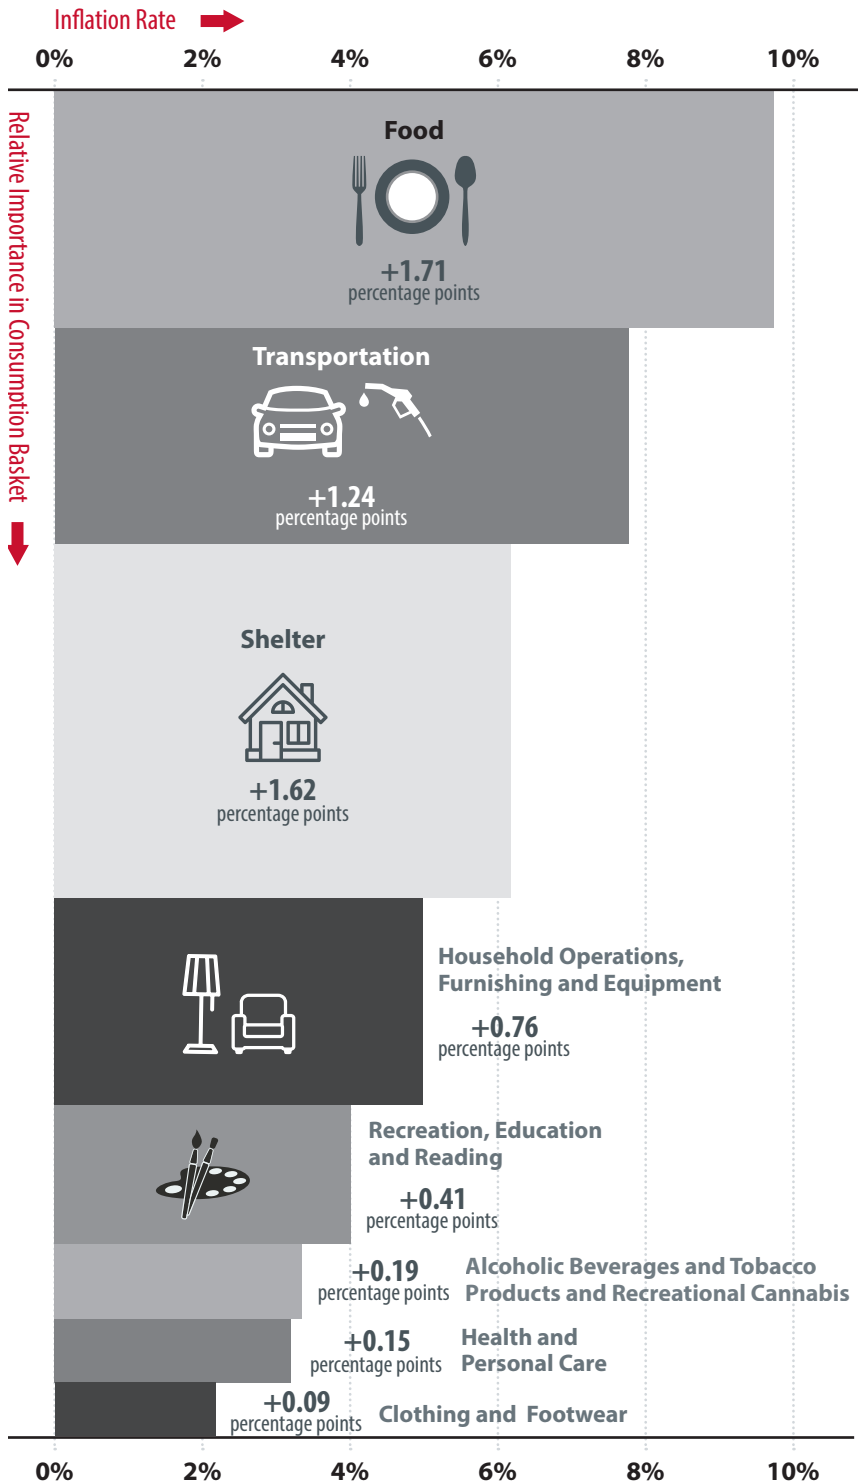 Inflation Rate
0% 2% 4% 6% 8% 10%
Relative Importance in Consumption Basket
Food
+1.71
percentage points
Transportation
+1.24
percentage points
Shelter
+1.62
percentage points
Household Operations,
Furnishing and Equipment
+0.76
percentage points
Recreation, Education
and Reading
+0.41
percentage points
+0.19
percentage points
Alcoholic Beverages and Tobacco
Products and Recreational Cannabis
+0.15
percentage points
Health and
Personal Care
+0.09
percentage points
Clothing and Footwear
0% 2% 4% 6% 8% 10%